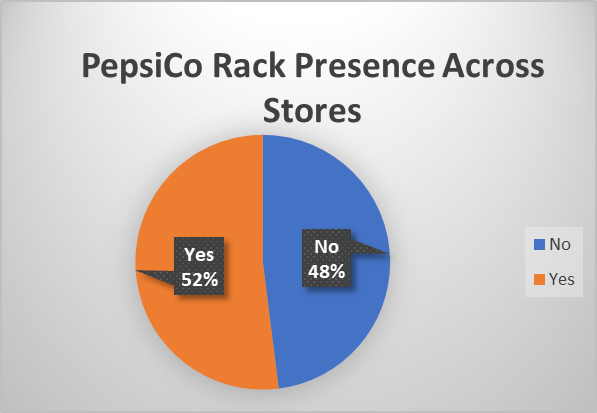 PepsiCo Rack Presence Across
Stores
Yes
52%
No
48%
No
Yes